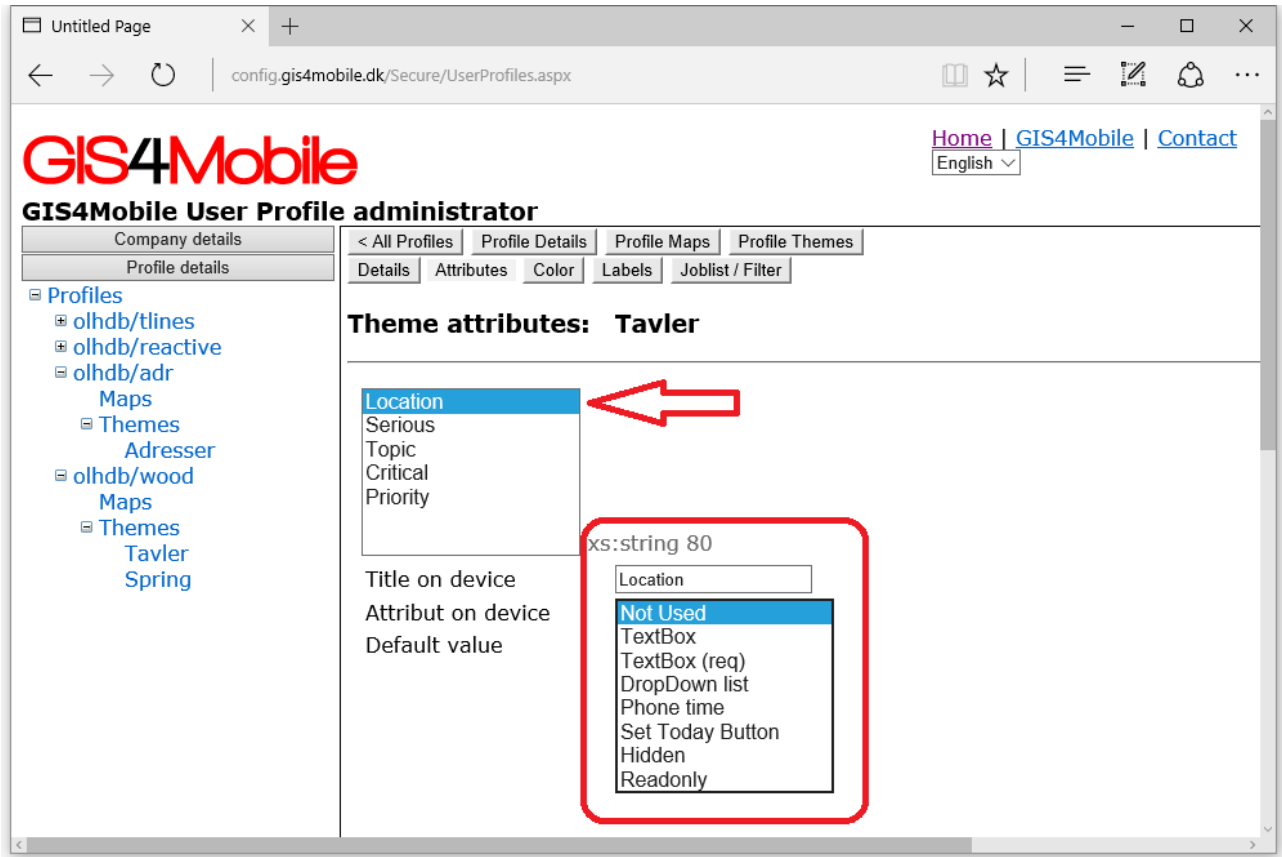 Untitled Page
config.gis4mobile.dk/Secure/UserProfiles.aspx
GIS4Mobile
Home | GIS4Mobile | Contact
English
GIS4Mobile User Profile administrator
Company details
Profile details
Profiles
olhdb/tlines
olhdb/reactive
olhdb/adr
Maps
Themes
Adresser
olhdb/wood
Maps
Themes
Tavler
Spring
< All Profiles Profile Details Profile Maps Profile Themes
Details Attributes Color Labels Joblist / Filter
Theme attributes: Tavler
Location
Serious
Topic
Critical
Priority
xs:string 80
Title on device Location
Attribut on device
Default value
Not Used
TextBox
TextBox (req)
DropDown list
Phone time
Set Today Button
Hidden
Readonly